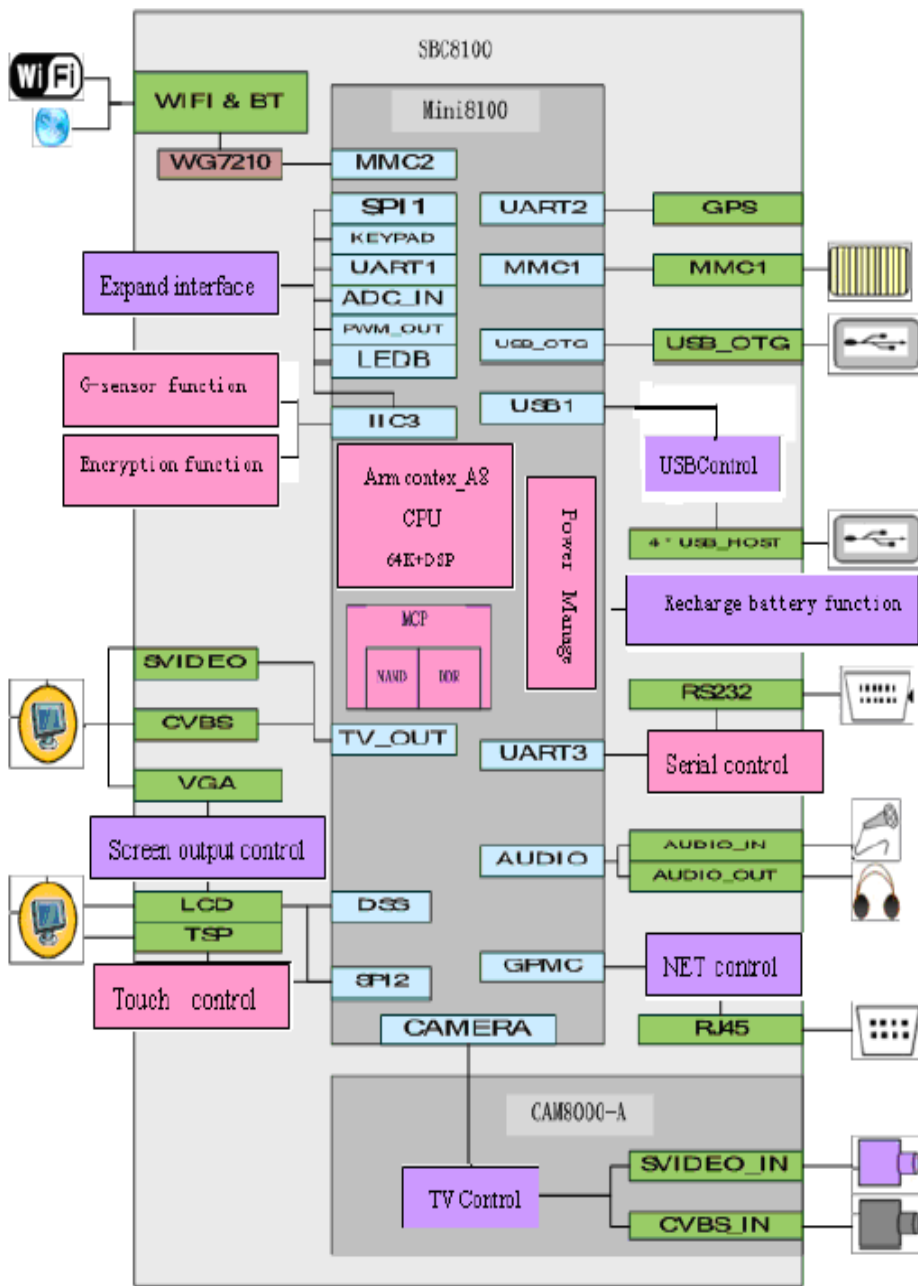 SBC8100
WiFi
WIFI & BT
Mini8100
WG7210
MMC2
SPI1
UART2
GPS
KEYPAD
UART1
MMC1
MMC1
Expand interface
ADC_IN
PWM_OUT
USB_OTG
USB_OTG
LEDB
G-sensor function
IIC3
USB1
Encryption function
Arm contex_A8
CPU
64K+DSP
USBControl
Power Manage
4 * USB_HOST
Recharge battery function
MCP
NAND
DDR
SVIDEO
RS232
CVBS
TV_OUT
UART3
Serial control
VGA
Screen output control
AUDIO
AUDIO_IN
AUDIO_OUT
LCD
DSS
TSP
GPMC
NET control
Touch control
SPI2
CAMERA
RJ45
CAM8000-A
TV Control
SVIDEO_IN
CVBS_IN